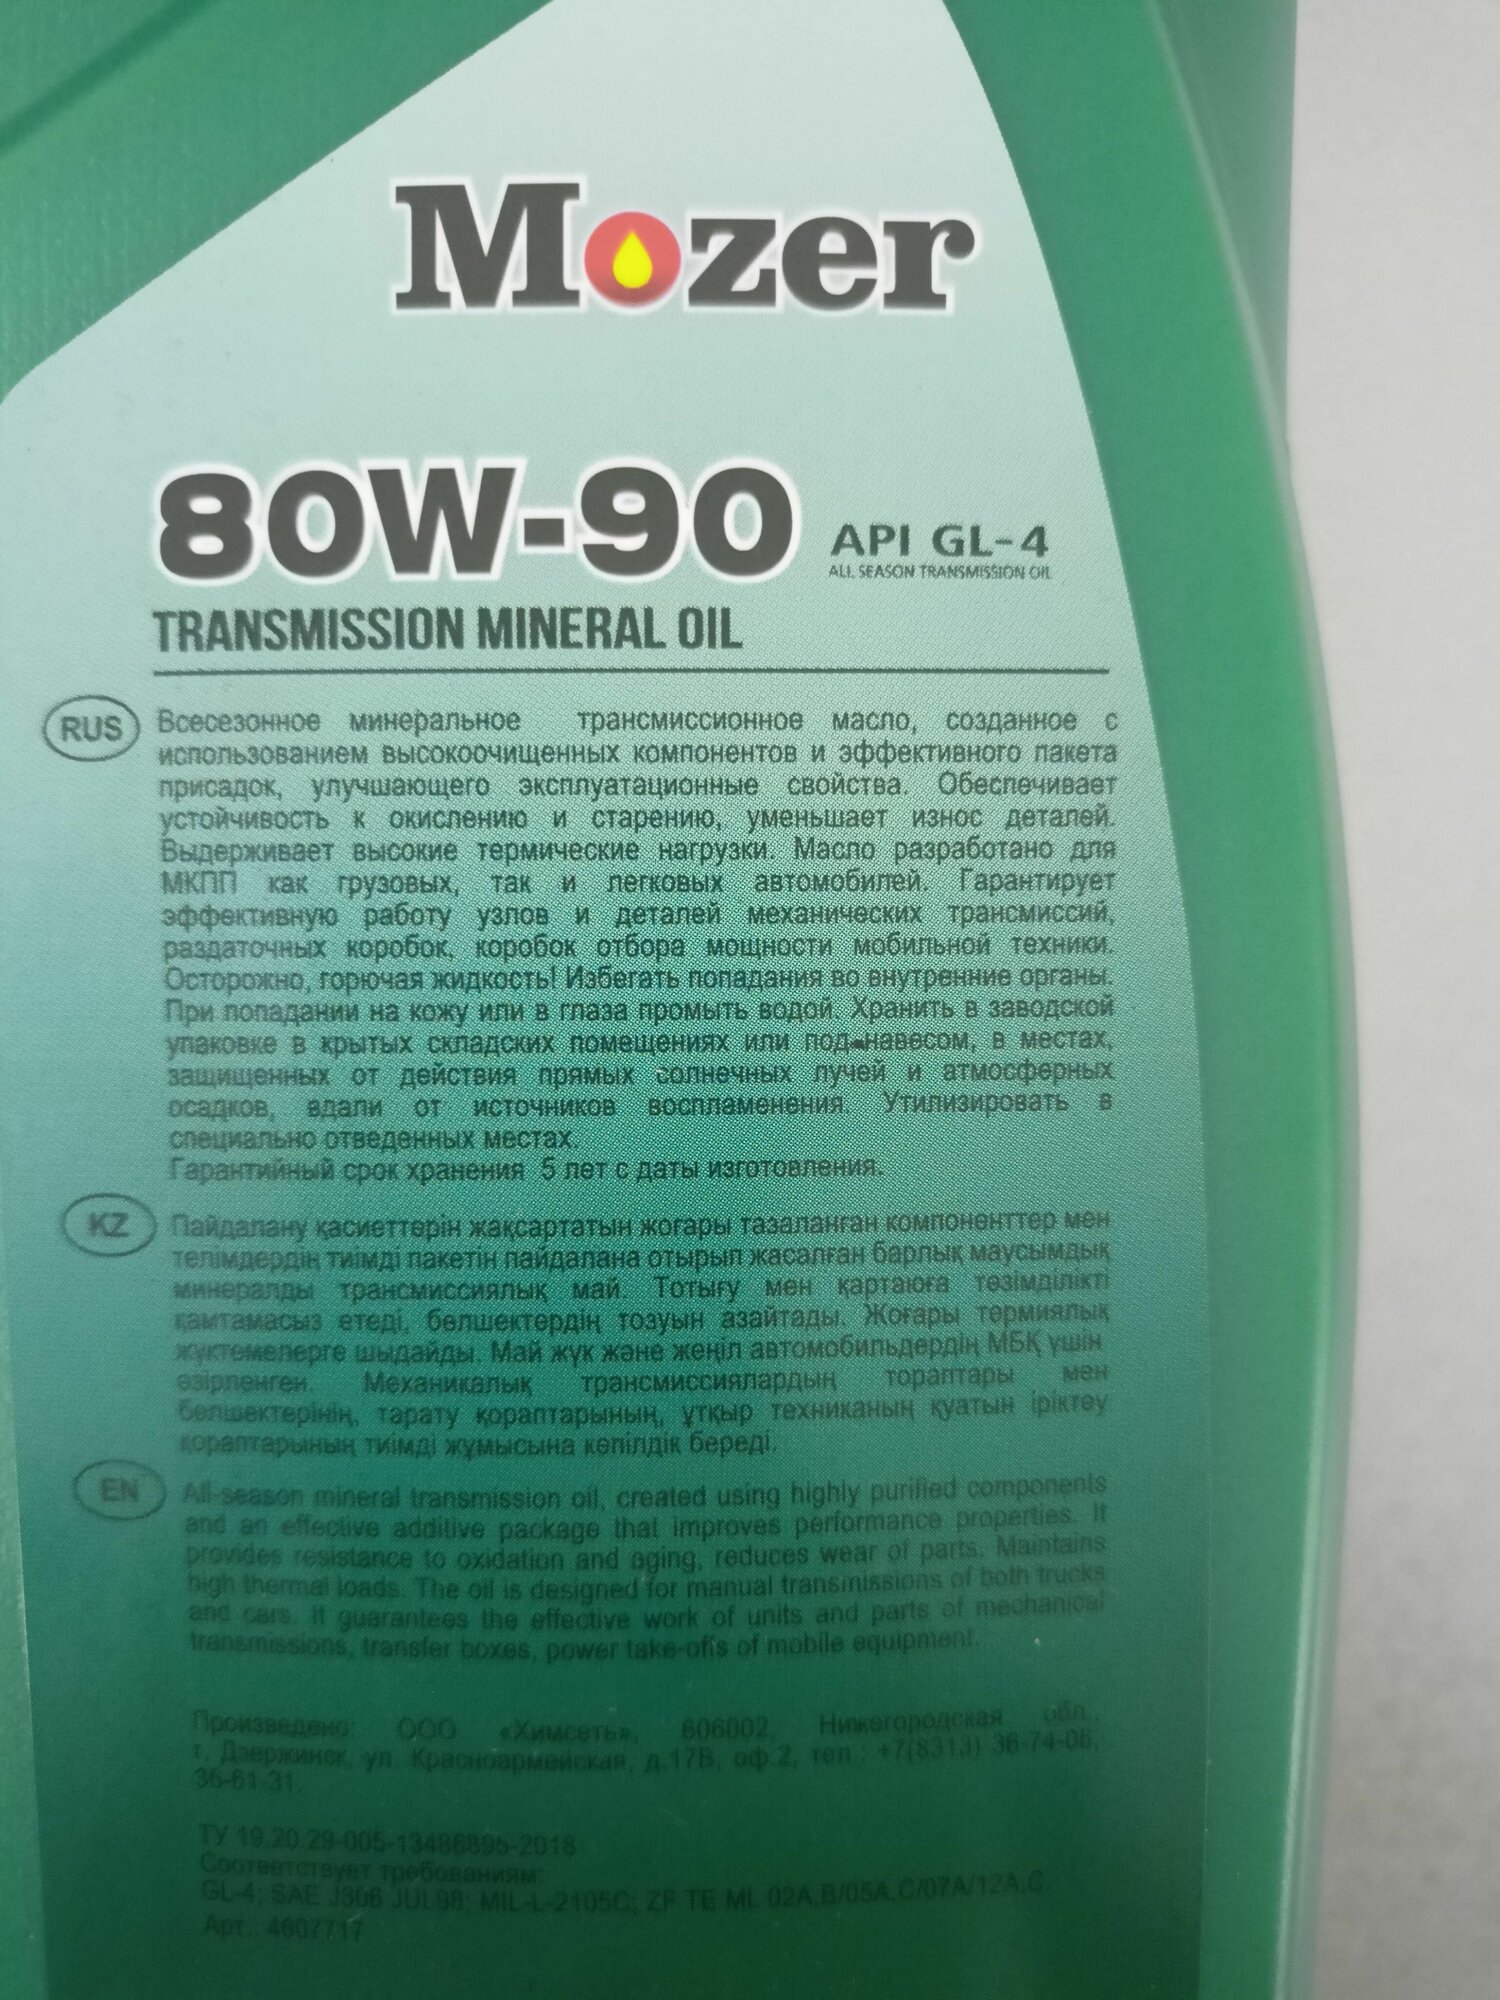 Mozer
80W-90 API GL-4
ALL SEASON TRANSMISSION OIL
TRANSMISSION MINERAL OIL
RUS
Всесезонное минеральное трансмиссионное масло, созданное с
использованием высокоочищенных компонентов и эффективного пакета
присадок, улучшающего эксплуатационные свойства. Обеспечивает
устойчивость к окислению и старению, уменьшает износ деталей.
Выдерживает высокие термические нагрузки. Масло разработано для
МКПП как грузовых, так и легковых автомобилей. Гарантирует
эффективную работу узлов и деталей механических трансмиссий,
раздаточных коробок, коробок отбора мощности мобильной техники.
Осторожно, горючая жидкость! Избегать попадания во внутренние органы.
При попадании на кожу или в глаза промыть водой. Хранить в заводской
упаковке в крытых складских помещениях или под навесом, в местах,
защищенных от действия прямых солнечных лучей и атмосферных
осадков, вдали от источников воспламенения. Утилизировать в
специально отведенных местах.
Гарантийный срок хранения 5 лет с даты изготовления.
KZ
Пайдалану қасиеттерін жақсартатын жоғары тазаланған компоненттер мен
телімдердің тиімді пакетін пайдалана отырып жасалған барлық маусымдық
минералды трансмиссиялық май. Тотығу мен қартаюға төзімділікті
қамтамасыз етеді, бөлшектердің тозуын азайтады. Жоғары термиялық
жүктемелерге шыдайды. Май жүк және жеңіл автомобильдердің МБҚ үшін
әзірленген. Механикалық трансмиссиялардың тораптары мен
бөлшектерінің, тарату қораптарының, ұтқыр техниканың қуатын іріктеу
қораптарының тиімді жұмысына кепілдік береді.
EN
All-season mineral transmission oil, created using highly purified components
and an effective additive package that improves performance properties. It
provides resistance to oxidation and aging, reduces wear of parts. Maintains
high thermal loads. The oil is designed for manual transmissions of both trucks
and cars. It guarantees the effective work of units and parts of mechanical
transmissions, transfer boxes, power take-offs of mobile equipment.
Произведено: ООО «Химсеть», 606002, Нижегородская обл.,
г. Дзержинск, ул. Красноармейская, д.17В, оф.2, тел.: +7(8313) 36-74-06,
36-61-31.
ТУ 19.20.29-005-13486895-2018
Соответствует требованиям:
GL-4; SAE J306 JUL98; MIL-L-2105C; ZF TE ML 02A,B/05A,C/07A/12A,C.
Арт.: 4607717